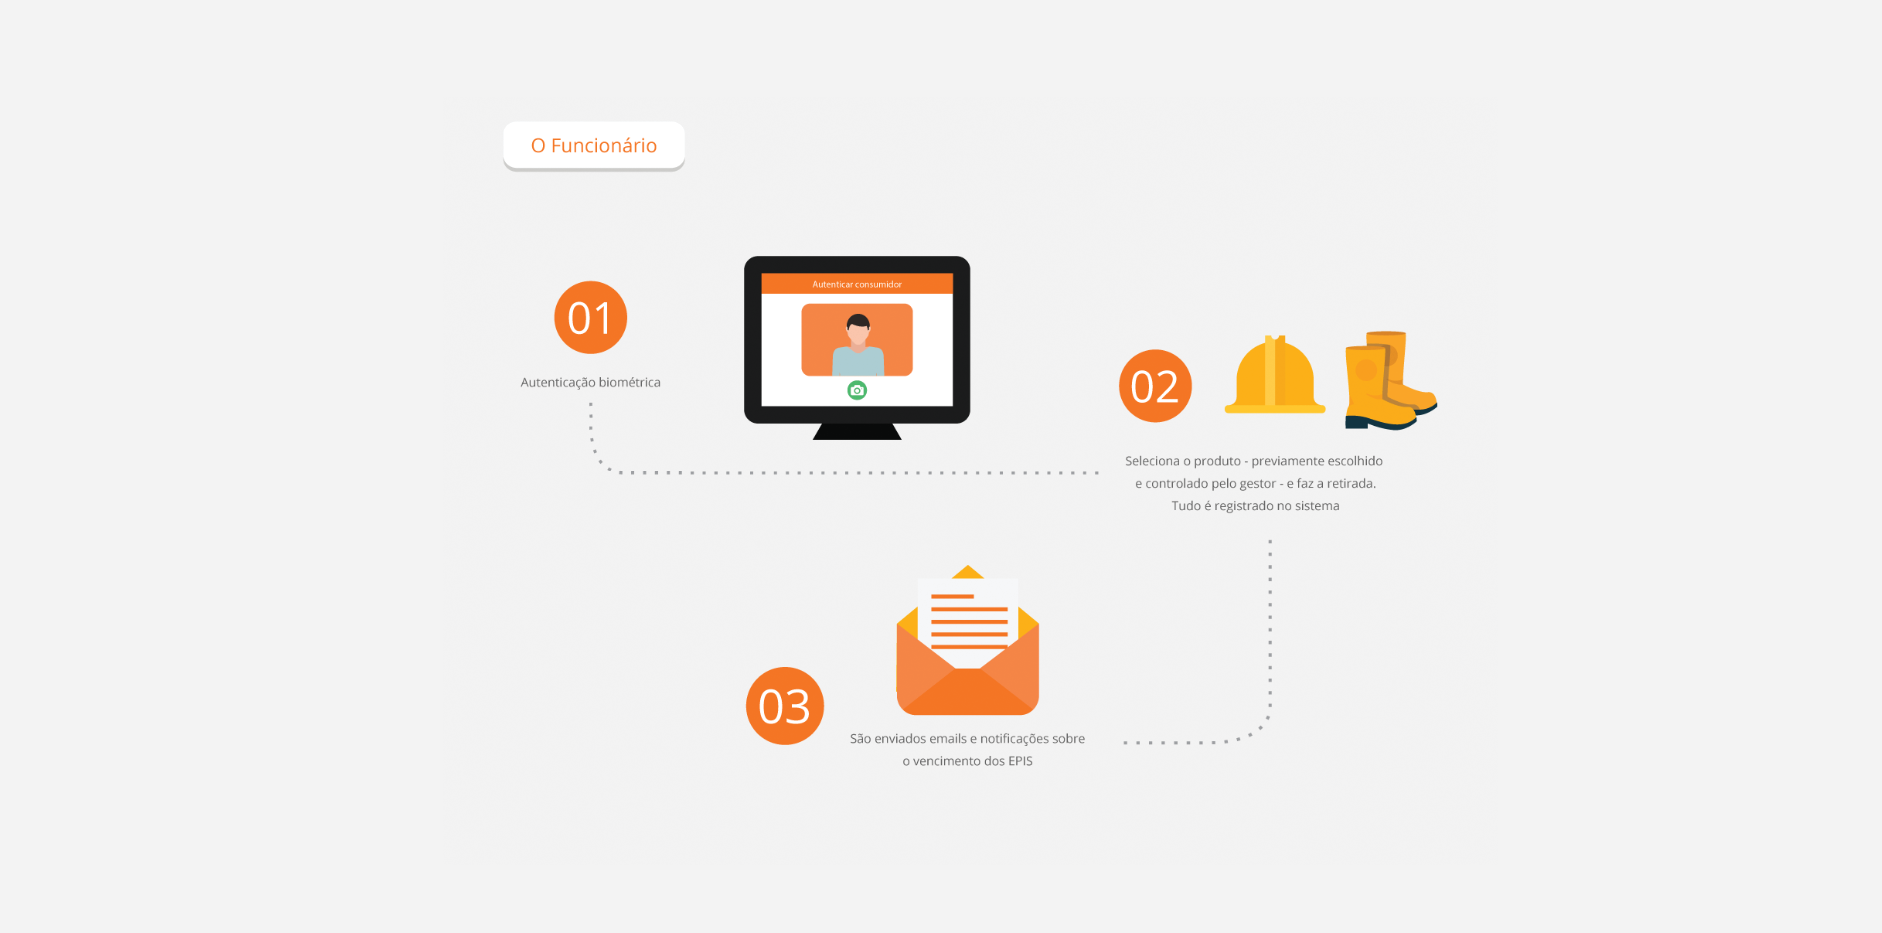 O Funcionário
01
Autenticação biométrica
Autenticar consumidor
02
Seleciona o produto - previamente escolhido
e controlado pelo gestor - e faz a retirada.
Tudo é registrado no sistema
03
São enviados emails e notificações sobre
o vencimento dos EPIS